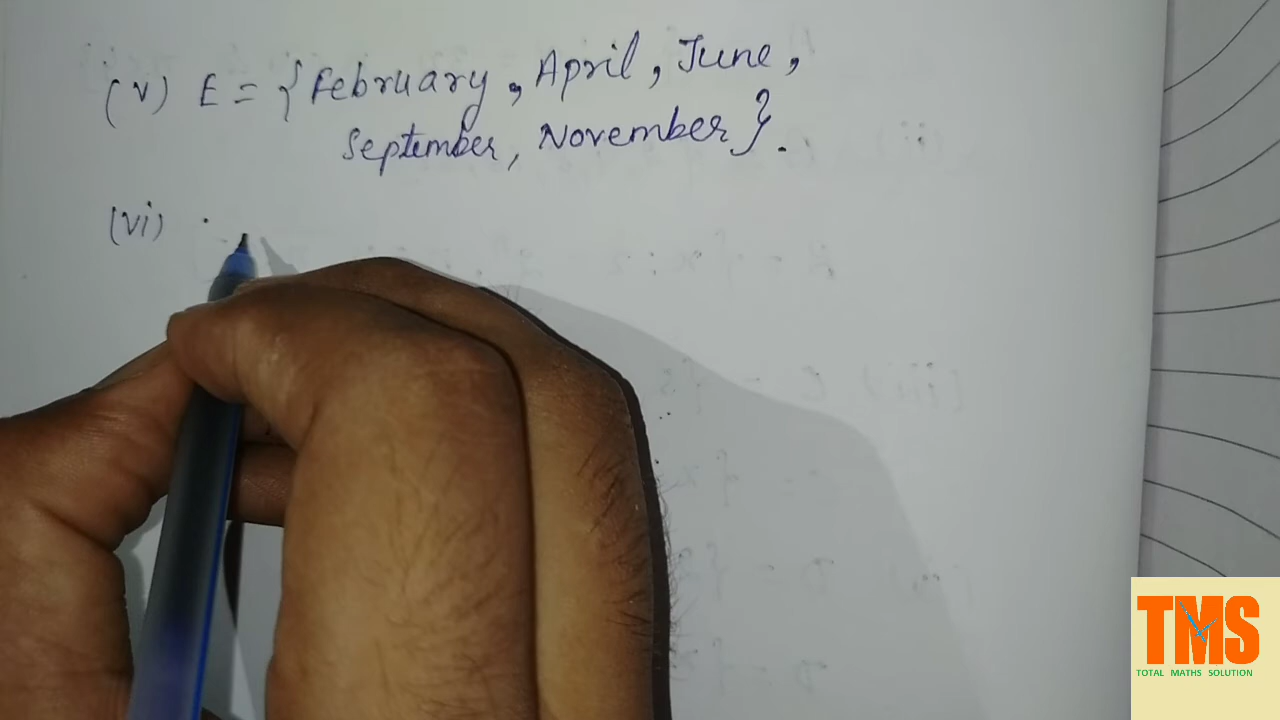 (v) E = {February, April, June,
September, November}.
(vi)
TMS
TOTAL MATHS SOLUTION